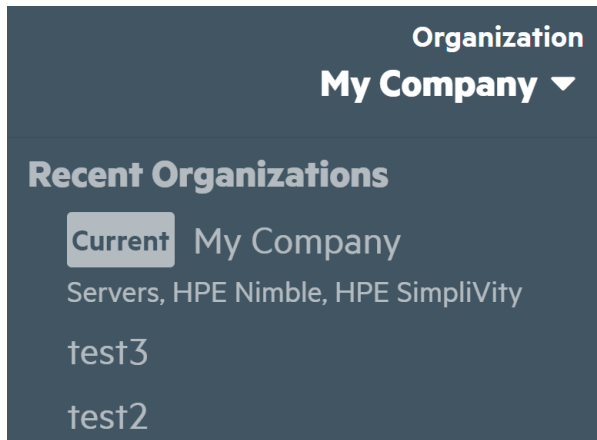 Organization
My Company
Recent Organizations
Current My Company
Servers, HPE Nimble, HPE SimpliVity
test3
test2